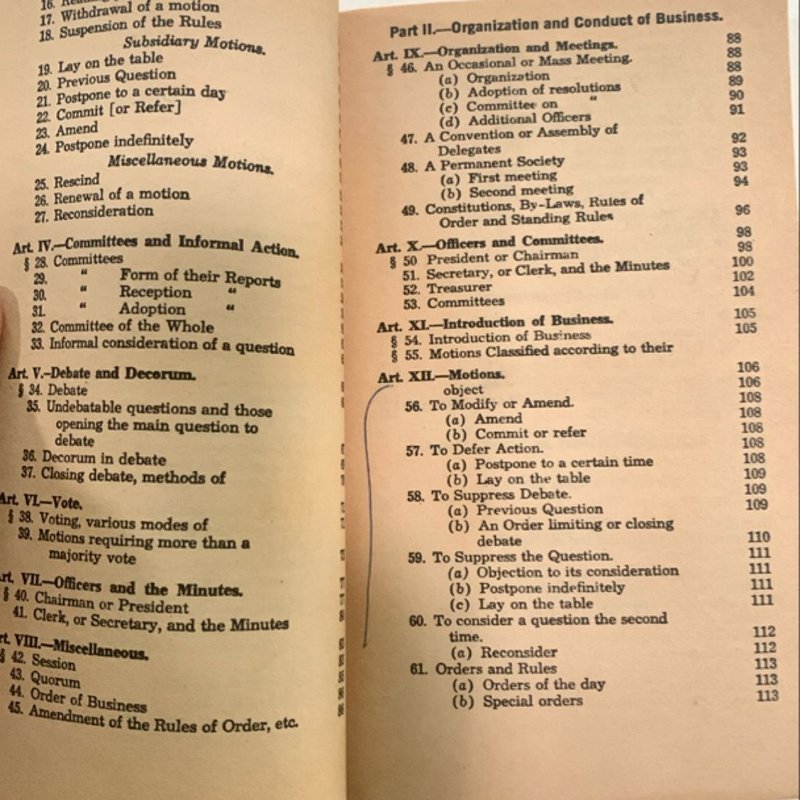 16.
17. Withdrawal of a motion
18. Suspension of the Rules
Subsidiary Motions.
19. Lay on the table
20. Previous Question
21. Postpone to a certain day
22. Commit [or Refer]
23. Amend
24. Postpone indefinitely
Miscellaneous Motions.
25. Rescind
26. Renewal of a motion
27. Reconsideration
Art. IV.—Committees and Informal Action.
§ 28. Committees
29. " Form of their Reports
30. " Reception "
31. " Adoption "
32. Committee of the Whole
33. Informal consideration of a question
Art. V.—Debate and Decorum.
§ 34. Debate
35. Undebatable questions and those
opening the main question to
debate
36. Decorum in debate
37. Closing debate, methods of
Art. VI.—Vote.
§ 38. Voting, various modes of
39. Motions requiring more than a
majority vote
Art. VII.—Officers and the Minutes.
§ 40. Chairman or President
41. Clerk, or Secretary, and the Minutes
Art. VIII.—Miscellaneous.
§ 42. Session
43. Quorum
44. Order of Business
45. Amendment of the Rules of Order, etc.
Part II.—Organization and Conduct of Business.
Art. IX.—Organization and Meetings. 88
§ 46. An Occasional or Mass Meeting. 88
(a) Organization 88
(b) Adoption of resolutions 89
(c) Committee on " 90
(d) Additional Officers 91
47. A Convention or Assembly of
Delegates 92
48. A Permanent Society 93
(a) First meeting 93
(b) Second meeting 94
49. Constitutions, By-Laws, Rules of
Order and Standing Rules 96
Art. X.—Officers and Committees. 98
§ 50 President or Chairman 98
51. Secretary, or Clerk, and the Minutes 100
52. Treasurer 102
53. Committees 104
Art. XI.—Introduction of Business. 105
§ 54. Introduction of Business 105
§ 55. Motions Classified according to their
Art. XII.—Motions. 106
object 106
56. To Modify or Amend. 108
(a) Amend 108
(b) Commit or refer 108
57. To Defer Action. 108
(a) Postpone to a certain time 108
(b) Lay on the table 109
58. To Suppress Debate. 109
(a) Previous Question 109
(b) An Order limiting or closing
debate 110
59. To Suppress the Question. 111
(a) Objection to its consideration 111
(b) Postpone indefinitely 111
(c) Lay on the table 111
60. To consider a question the second
time. 112
(a) Reconsider 112
61. Orders and Rules 113
(a) Orders of the day 113
(b) Special orders 113